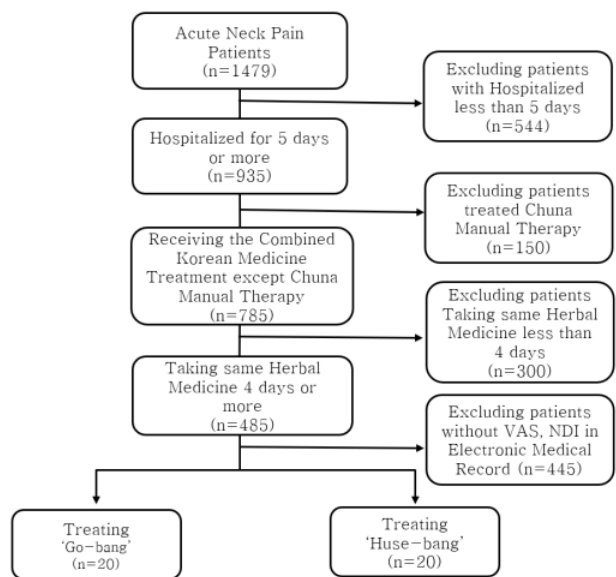 Acute Neck Pain
Patients
(n=1479)
Excluding patients
with Hospitalized
less than 5 days
(n=544)
Hospitalized for 5 days
or more
(n=935)
Excluding patients
treated Chuna
Manual Therapy
(n=150)
Receiving the Combined
Korean Medicine
Treatment except Chuna
Manual Therapy
(n=785)
Excluding patients
Taking same Herbal
Medicine less than
4 days
(n=300)
Taking same Herbal
Medicine 4 days or
more
(n=485)
Excluding patients
without VAS, NDI in
Electronic Medical
Record (n=445)
Treating
'Go-bang'
(n=20)
Treating
'Huse-bang'
(n=20)